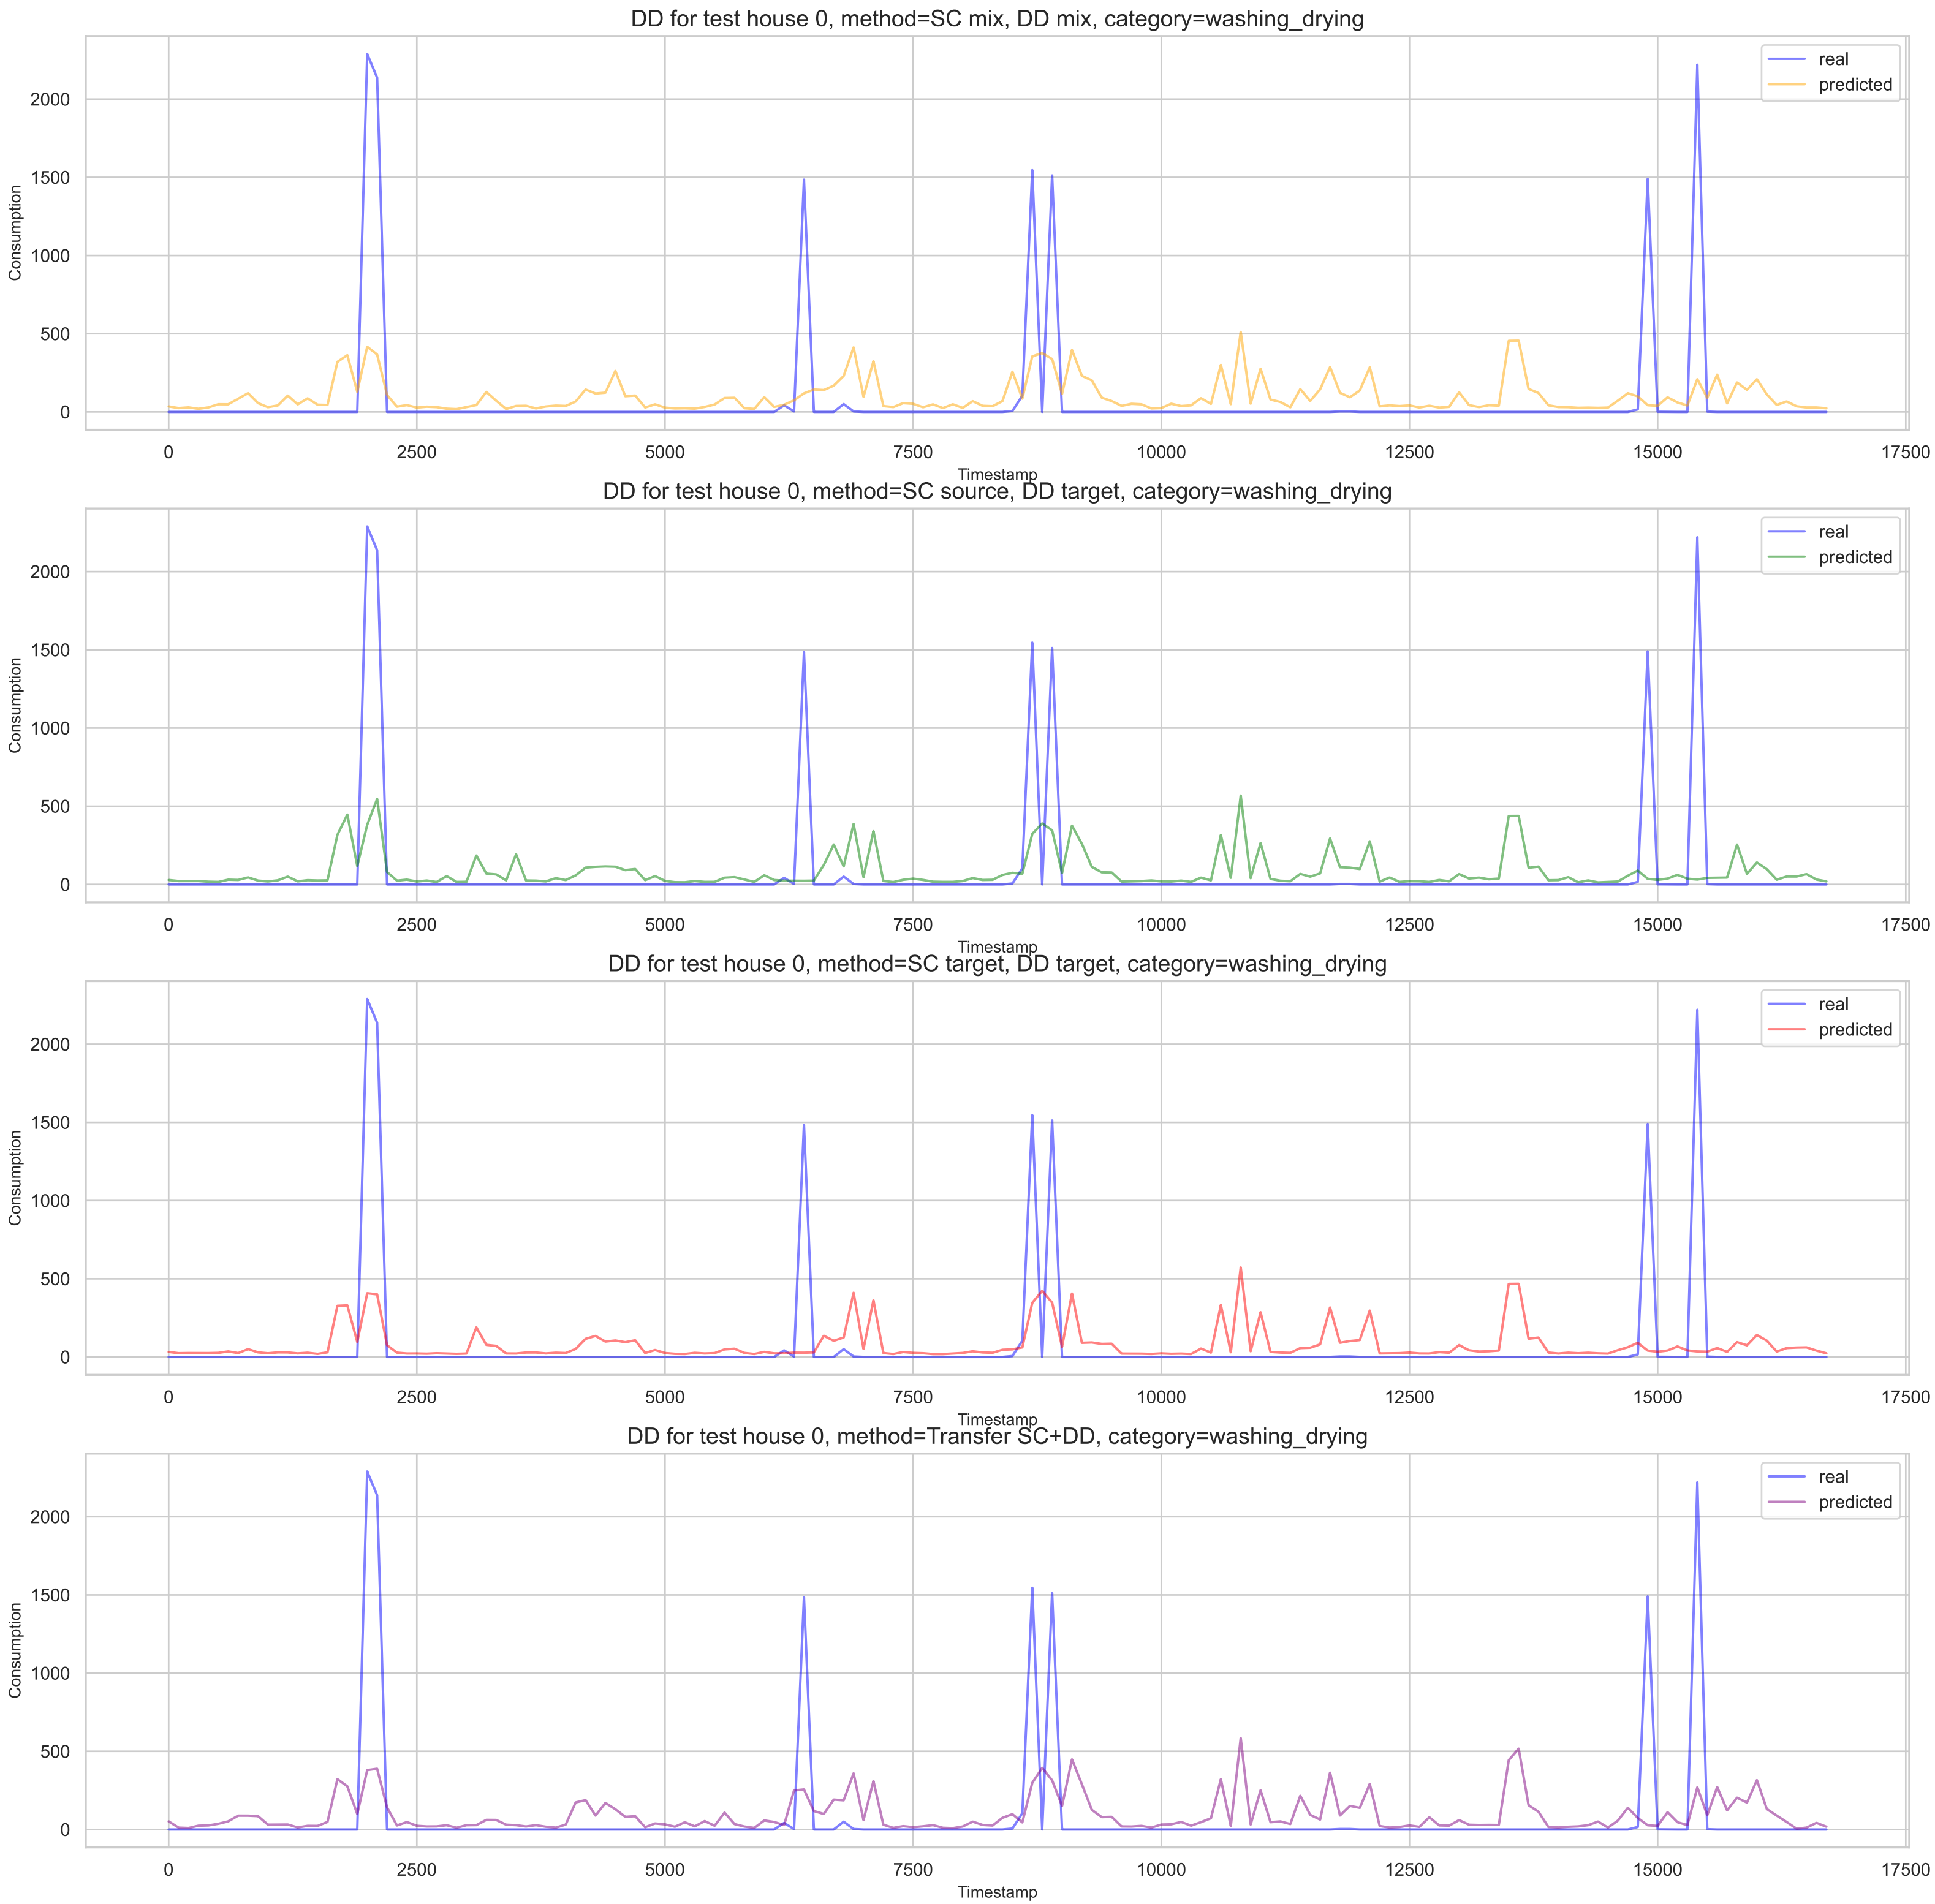 DD for test house 0, method=SC mix, DD mix, category=washing_drying
real
predicted
Consumption
2000
1500
1000
500
0
0 2500 5000 7500 10000 12500 15000 17500
Timestamp
DD for test house 0, method=SC source, DD target, category=washing_drying
real
predicted
Consumption
2000
1500
1000
500
0
0 2500 5000 7500 10000 12500 15000 17500
Timestamp
DD for test house 0, method=SC target, DD target, category=washing_drying
real
predicted
Consumption
2000
1500
1000
500
0
0 2500 5000 7500 10000 12500 15000 17500
Timestamp
DD for test house 0, method=Transfer SC+DD, category=washing_drying
real
predicted
Consumption
2000
1500
1000
500
0
0 2500 5000 7500 10000 12500 15000 17500
Timestamp